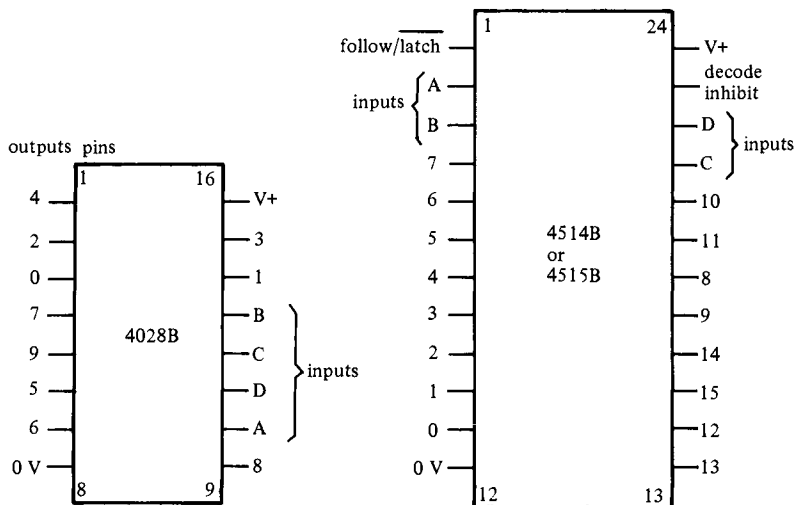 outputs pins
1 16
4 V+
2 3
0 1
7 B
9 C
5 D
6 A
0 V 8
8 9
4028B
inputs
1 24
follow/latch V+
inputs
A decode inhibit
B D
inputs
7 C
6 10
5 11
4 8
3 9
2 14
1 15
0 12
0 V 13
12 13
4514B
or
4515B